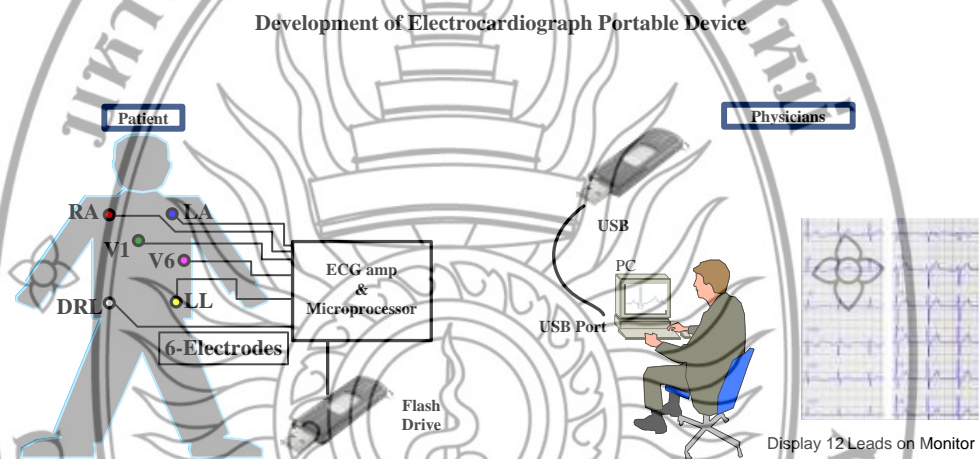 Development of Electrocardiograph Portable Device
Patient
Physicians
RA
LA
V1
V6
DRL
LL
6-Electrodes
ECG amp
&
Microprocessor
Flash
Drive
USB
PC
USB Port
Display 12 Leads on Monitor